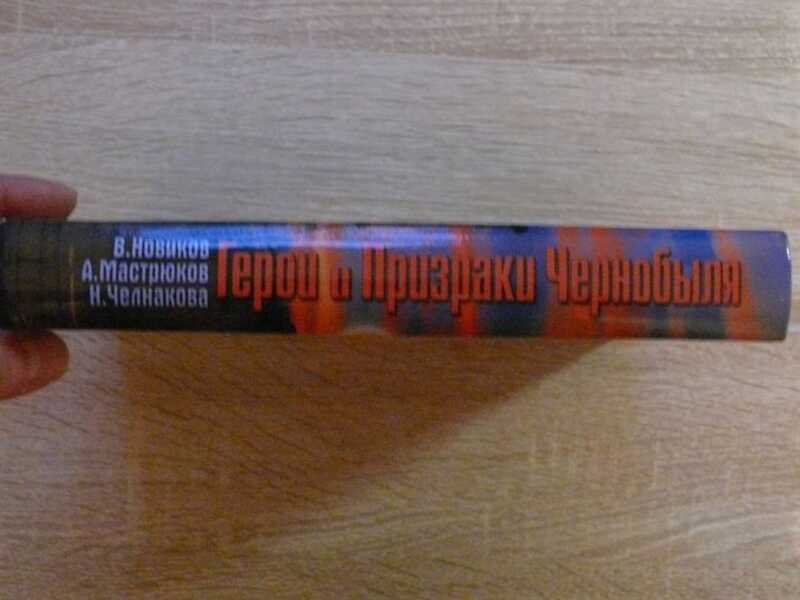 В.Новиков
А.Мастрюков
Н.Челнакова
Герои и Призраки Чернобыля